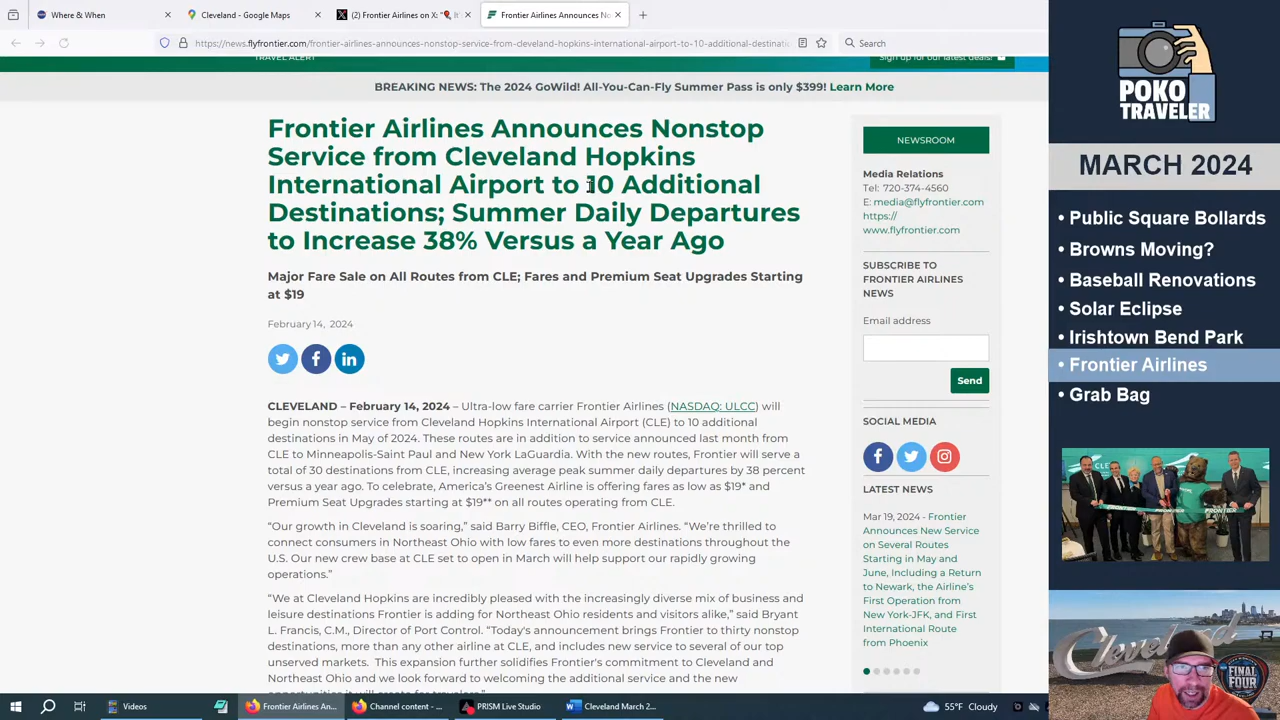 Where & When
Cleveland - Google Maps
(2) Frontier Airlines on X: "📍 It'
Frontier Airlines Announces No
https://news.flyfrontier.com/frontier-airlines-announces-nonstop-service-from-cleveland-hopkins-international-airport-to-10-additional-destinati
Search
TRAVEL ALERT
Sign up for our latest deals!
BREAKING NEWS: The 2024 GoWild! All-You-Can-Fly Summer Pass is only $399! Learn More
Frontier Airlines Announces Nonstop
Service from Cleveland Hopkins
International Airport to 10 Additional
Destinations; Summer Daily Departures
to Increase 38% Versus a Year Ago
Major Fare Sale on All Routes from CLE; Fares and Premium Seat Upgrades Starting
at $19
February 14, 2024
CLEVELAND – February 14, 2024 – Ultra-low fare carrier Frontier Airlines (NASDAQ: ULCC) will
begin nonstop service from Cleveland Hopkins International Airport (CLE) to 10 additional
destinations in May of 2024. These routes are in addition to service announced last month from
CLE to Minneapolis-Saint Paul and New York LaGuardia. With the new routes, Frontier will serve a
total of 30 destinations from CLE, increasing average peak summer daily departures by 38 percent
versus a year ago. To celebrate, America's Greenest Airline is offering fares as low as $19* and
Premium Seat Upgrades starting at $19** on all routes operating from CLE.
“Our growth in Cleveland is soaring,” said Barry Biffle, CEO, Frontier Airlines. “We're thrilled to
connect consumers in Northeast Ohio with low fares to even more destinations throughout the
U.S. Our new crew base at CLE set to open in March will help support our rapidly growing
operations.”
“We at Cleveland Hopkins are incredibly pleased with the increasingly diverse mix of business and
leisure destinations Frontier is adding for Northeast Ohio residents and visitors alike,” said Bryant
L. Francis, C.M., Director of Port Control. “Today's announcement brings Frontier to thirty nonstop
destinations, more than any other airline at CLE, and includes new service to several of our top
unserved markets. This expansion further solidifies Frontier's commitment to Cleveland and
Northeast Ohio and we look forward to welcoming the additional service and the new
opportunities it will create for travelers.”
NEWSROOM
Media Relations
Tel: 720-374-4560
E: media@flyfrontier.com
https://
www.flyfrontier.com
SUBSCRIBE TO
FRONTIER AIRLINES
NEWS
Email address
Send
SOCIAL MEDIA
LATEST NEWS
Mar 19, 2024 - Frontier
Announces New Service
on Several Routes
Starting in May and
June, Including a Return
to Newark, the Airline's
First Operation from
New York-JFK, and First
International Route
from Phoenix
POKO
TRAVELER
MARCH 2024
• Public Square Bollards
• Browns Moving?
• Baseball Renovations
• Solar Eclipse
• Irishtown Bend Park
• Frontier Airlines
• Grab Bag
FRONTIER
Cleveland
FINAL
FOUR
Videos
Frontier Airlines An...
Channel content - ...
PRISM Live Studio
Cleveland March 2...
55°F Cloudy